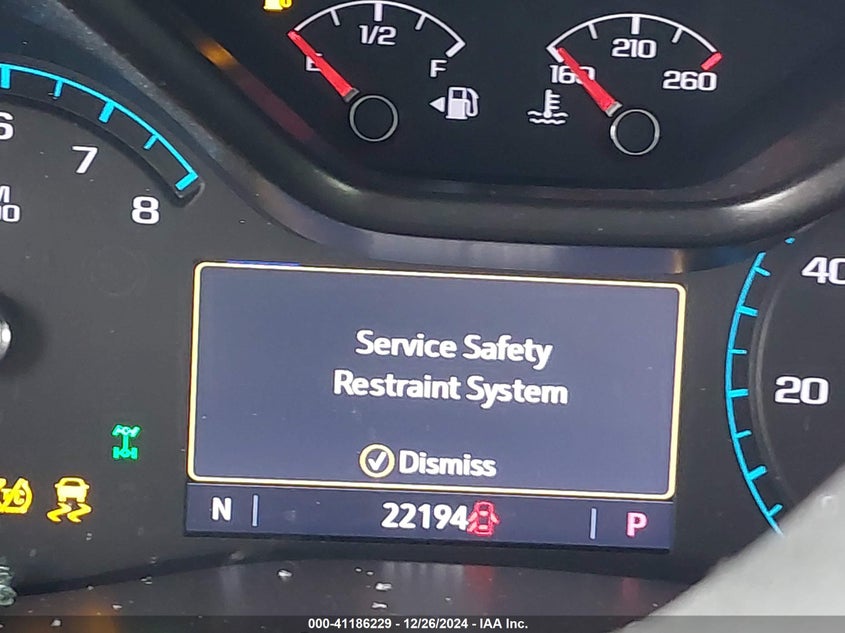 1/2
E
F
160
210
260
6
7
8
40
20
Service Safety
Restraint System
Dismiss
N
22194
P
000-41186229 - 12/26/2024 - IAA Inc.